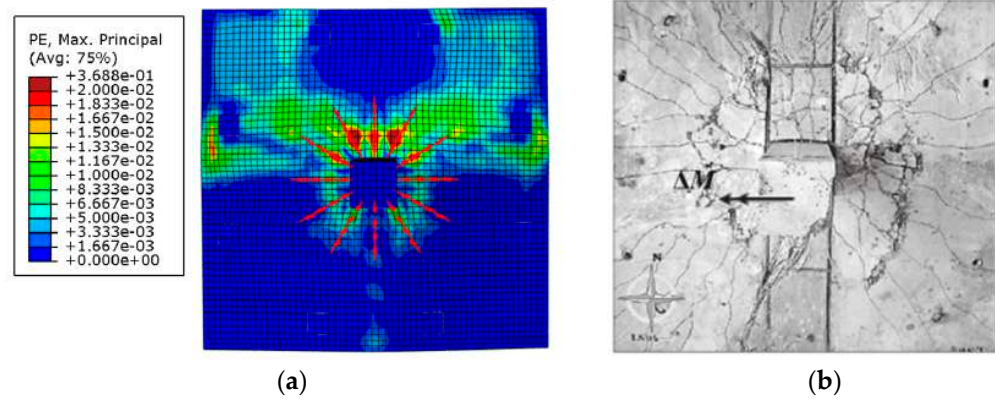 PE, Max. Principal
(Avg: 75%)
+3.688e-01
+2.000e-02
+1.833e-02
+1.667e-02
+1.500e-02
+1.333e-02
+1.167e-02
+1.000e-02
+8.333e-03
+6.667e-03
+5.000e-03
+3.333e-03
+1.667e-03
+0.000e+00
ΔM
N
(a)
(b)